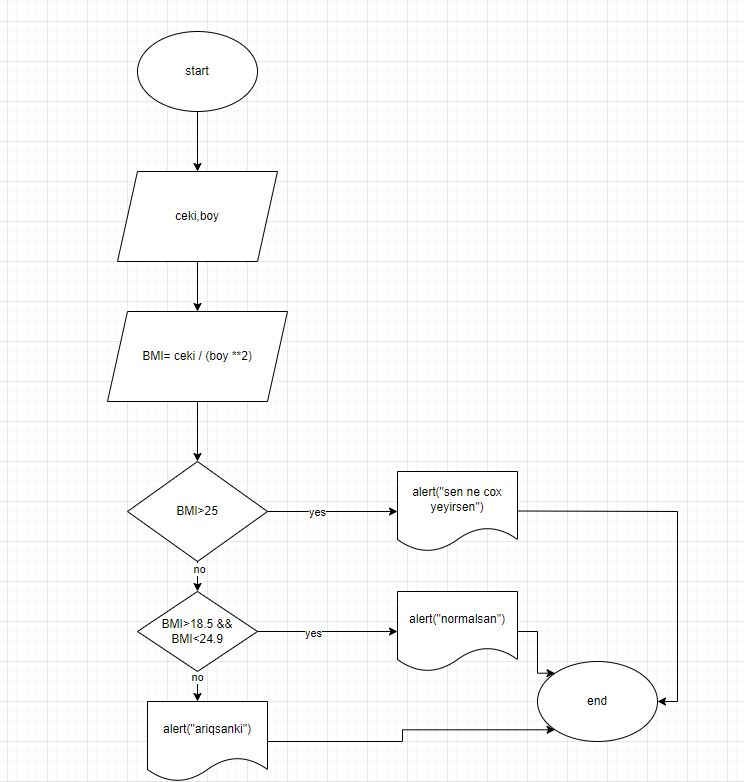 start
ceki,boy
BMI= ceki / (boy **2)
BMI>25
yes
alert("sen ne cox
yeyirsen")
no
BMI>18.5 &&
BMI<24.9
yes
alert("normalsan")
no
alert("ariqsanki")
end